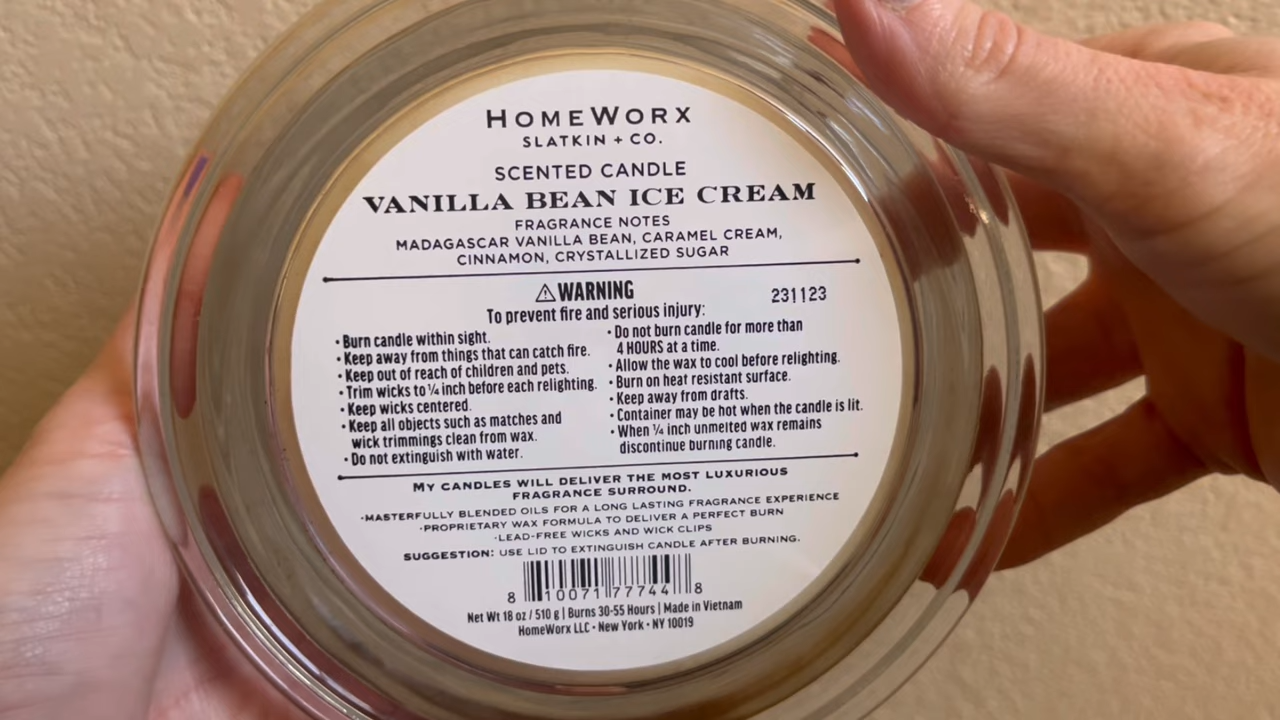 HOMEWORX
SLATKIN + CO.
SCENTED CANDLE
VANILLA BEAN ICE CREAM
FRAGRANCE NOTES
MADAGASCAR VANILLA BEAN, CARAMEL CREAM,
CINNAMON, CRYSTALLIZED SUGAR
⚠WARNING
231123
To prevent fire and serious injury:
• Burn candle within sight.
• Keep away from things that can catch fire.
• Keep out of reach of children and pets.
• Trim wicks to ¼ inch before each relighting.
• Keep wicks centered.
• Keep all objects such as matches and
wick trimmings clean from wax.
• Do not extinguish with water.
• Do not burn candle for more than
4 HOURS at a time.
• Allow the wax to cool before relighting.
• Burn on heat resistant surface.
• Keep away from drafts.
• Container may be hot when the candle is lit.
• When ¼ inch unmelted wax remains
discontinue burning candle.
MY CANDLES WILL DELIVER THE MOST LUXURIOUS
FRAGRANCE SURROUND.
•MASTERFULLY BLENDED OILS FOR A LONG LASTING FRAGRANCE EXPERIENCE
•PROPRIETARY WAX FORMULA TO DELIVER A PERFECT BURN
•LEAD-FREE WICKS AND WICK CLIPS
SUGGESTION: USE LID TO EXTINGUISH CANDLE AFTER BURNING.
8 10071 77744 8
Net Wt 18 oz / 510 g | Burns 30-55 Hours | Made in Vietnam
HomeWorx LLC • New York • NY 10019